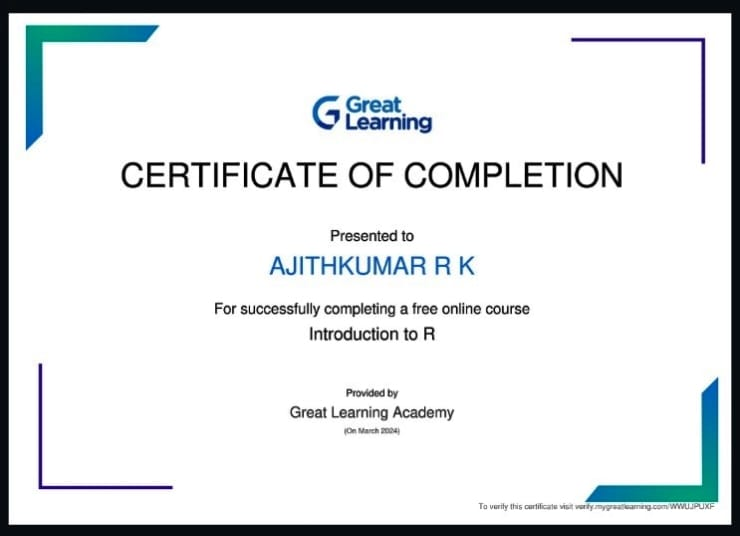 Great
Learning
CERTIFICATE OF COMPLETION
Presented to
AJITHKUMAR R K
For successfully completing a free online course
Introduction to R
Provided by
Great Learning Academy
(On March 2024)
To verify this certificate visit verify.mygreatlearning.com/WWUJPUXF